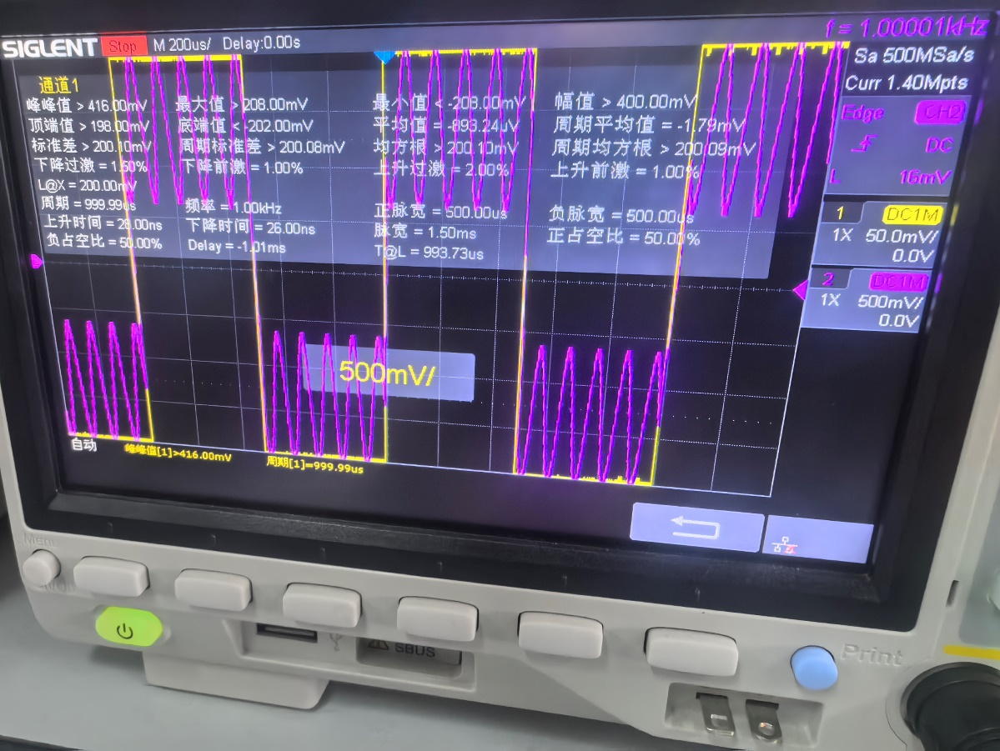 SIGLENT Stop M 200us/ Delay:0.00s f = 1.00001kHz
Sa 500MSa/s
Curr 1.40Mpts
通道1
峰峰值 > 416.00mV 最大值 > 208.00mV 最小值 < -208.00mV 幅值 > 400.00mV
顶端值 > 198.00mV 底端值 < -202.00mV 平均值 = -893.24uV 周期平均值 = -1.79mV
标准差 > 200.10mV 周期标准差 > 200.08mV 均方根 > 200.10mV 周期均方根 > 200.09mV
下降过激 = 1.50% 下降前激 = 1.00% 上升过激 = 2.00% 上升前激 = 1.00%
L@X = 200.00mV
周期 = 999.99us 频率 = 1.00kHz 正脉宽 = 500.00us 负脉宽 = 500.00us
上升时间 = 28.00ns 下降时间 = 26.00ns 脉宽 = 1.50ms 正占空比 = 50.00%
负占空比 = 50.00% Delay = -1.01ms T@L = 993.73us
Edge CH2
DC
L 16mV
1 DC1M
1X 50.0mV/
0.0V
2 DC1M
1X 500mV/
0.0V
500mV/
自动 峰峰值[1]>416.00mV 周期[1]=999.99us
Menu
SBUS
Print